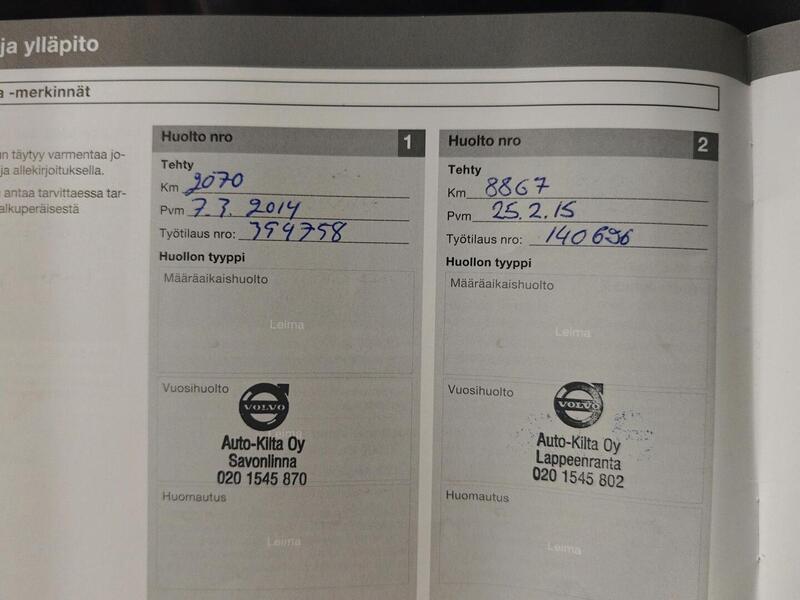 ja ylläpito
-merkinnät
täytyy varmentaa jo-
ja allekirjoituksella.
antaa tarvittaessa tar-
alkuperäisestä
Huolto nro 1
Tehty
Km 2070
Pvm 7.3. 2014
Työtilaus nro: 394758
Huollon tyyppi
Määräaikaishuolto
Leima
Vuosihuolto
VOLVO
Leima
Auto-Kilta Oy
Savonlinna
020 1545 870
Huomautus
Leima
Huolto nro 2
Tehty
Km 8867
Pvm 25.2.15
Työtilaus nro: 140696
Huollon tyyppi
Määräaikaishuolto
Leima
Vuosihuolto
VOLVO
Auto-Kilta Oy
Lappeenranta
020 1545 802
Huomautus
Leima